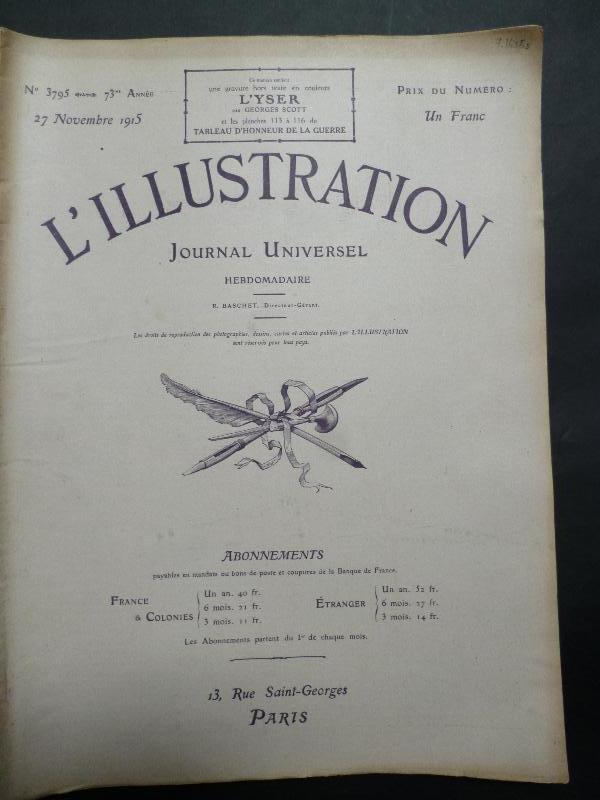 Nº 3795 73me Année
27 Novembre 1915
Ce numéro contient
une gravure hors texte en couleurs
L'YSER
PAR GEORGES SCOTT
et les planches 113 à 116 du
TABLEAU D'HONNEUR DE LA GUERRE
Prix du Numéro :
Un Franc
L'ILLUSTRATION
Journal Universel
HEBDOMADAIRE
R. BASCHET, Directeur-Gérant.
Les droits de reproduction des photographies, dessins, cartes et articles publiés par L'ILLUSTRATION
sont réservés pour tous pays.
ABONNEMENTS
payables en mandats ou bons de poste et coupures de la Banque de France.
France
& Colonies
Un an. 40 fr.
6 mois. 21 fr.
3 mois. 11 fr.
Étranger
Un an. 52 fr.
6 mois. 27 fr.
3 mois. 14 fr.
Les Abonnements partent du 1er de chaque mois.
13, Rue Saint-Georges
Paris